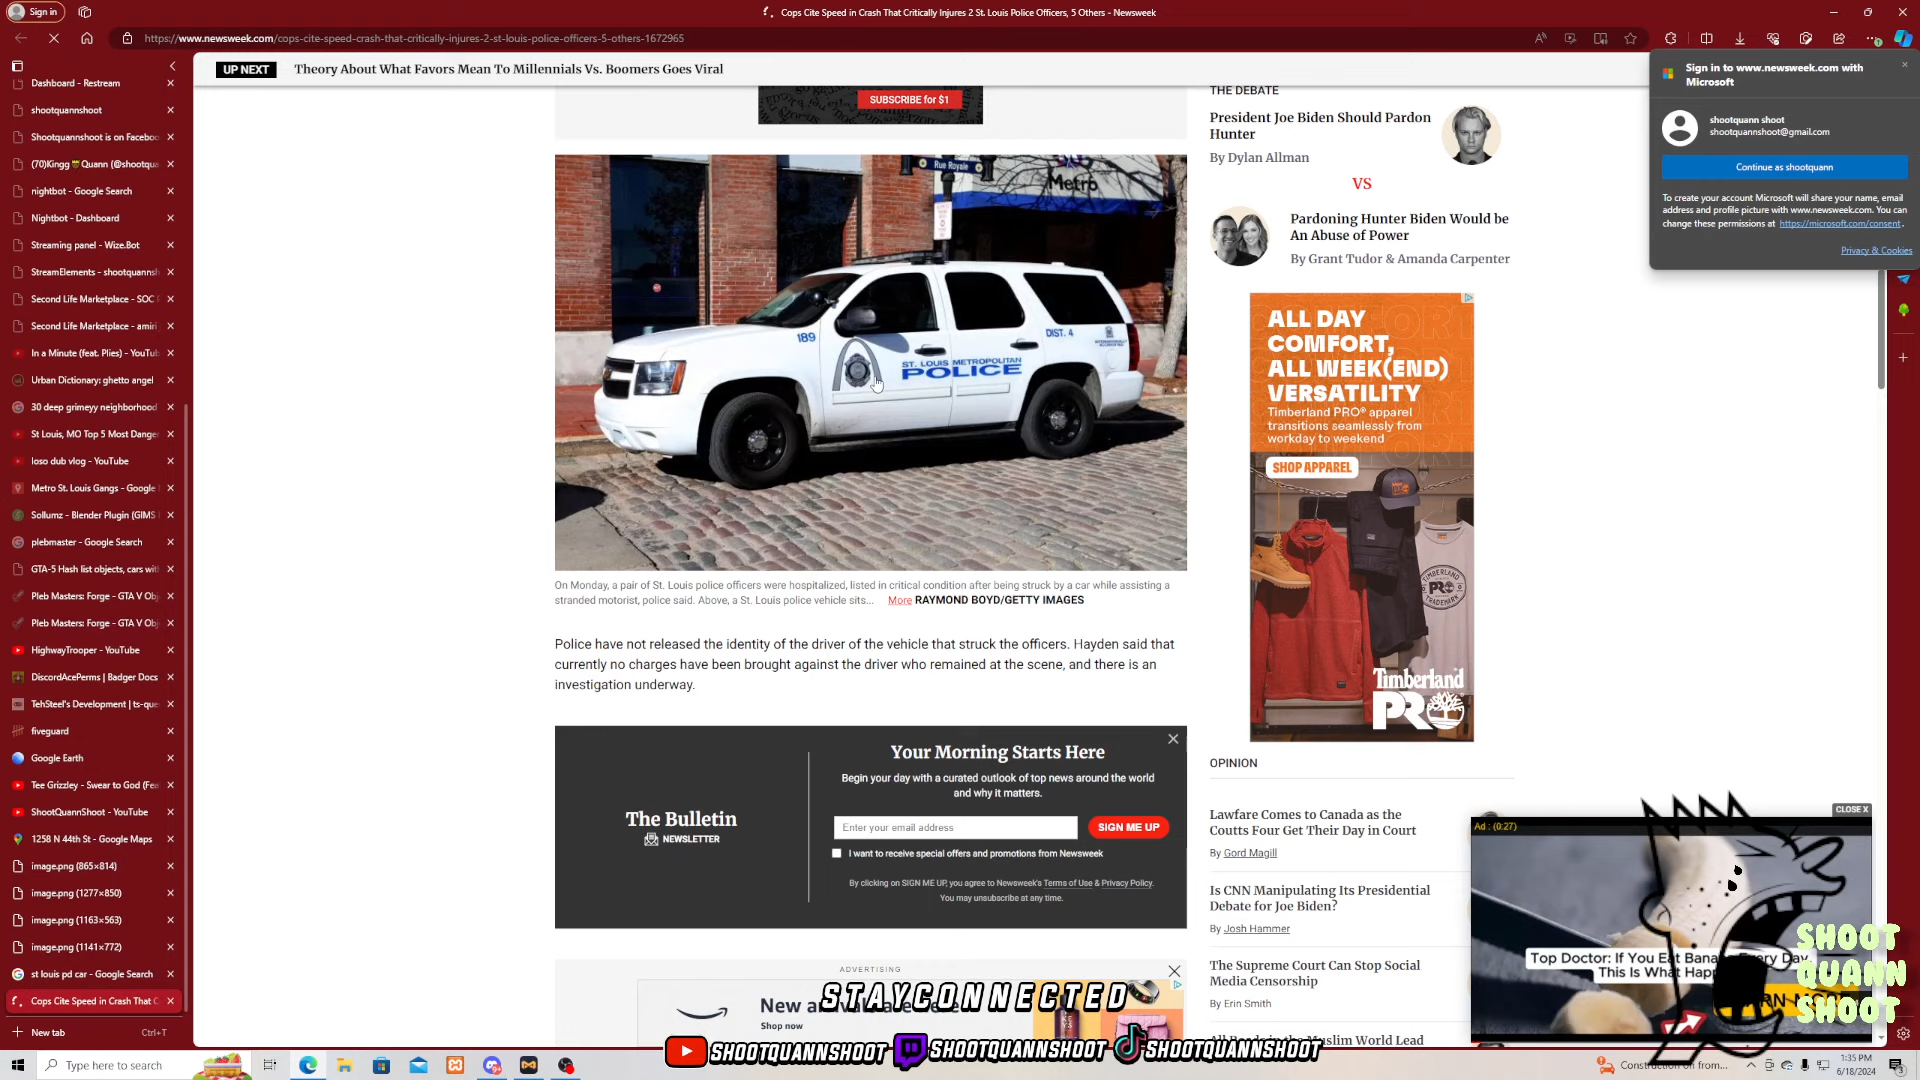 Sign in
Cops Cite Speed in Crash That Critically Injures 2 St. Louis Police Officers, 5 Others - Newsweek
https://www.newsweek.com/cops-cite-speed-crash-that-critically-injures-2-st-louis-police-officers-5-others-1672965
Dashboard - Restream
shootquannshoot
Shootquannshoot is on Faceboo
(70)Kingg Quann (@shootqua
nightbot - Google Search
Nightbot - Dashboard
Streaming panel - Wize.Bot
StreamElements - shootquannsh
Second Life Marketplace - SOC
Second Life Marketplace - amiri
In a Minute (feat. Plies) - YouTub
Urban Dictionary: ghetto angel
30 deep grimeyy neighborhood
St Louis, MO Top 5 Most Danger
loso dub vlog - YouTube
Metro St. Louis Gangs - Google
Sollumz - Blender Plugin (GIMS
plebmaster - Google Search
GTA-5 Hash list objects, cars with
Pleb Masters: Forge - GTA V Obj
Pleb Masters: Forge - GTA V Obj
HighwayTrooper - YouTube
DiscordAcePerms | Badger Docs
TehSteel's Development | ts-que
fiveguard
Google Earth
Tee Grizzley - Swear to God (Fea
ShootQuannShoot - YouTube
1258 N 44th St - Google Maps
image.png (865×814)
image.png (1277×850)
image.png (1163×563)
image.png (1141×772)
st louis pd car - Google Search
Cops Cite Speed in Crash That C
New tab Ctrl+T
UP NEXT Theory About What Favors Mean To Millennials Vs. Boomers Goes Viral
SUBSCRIBE for $1
Rue Royale
Metro
189
DIST. 4
ST. LOUIS METROPOLITAN
POLICE
On Monday, a pair of St. Louis police officers were hospitalized, listed in critical condition after being struck by a car while assisting a
stranded motorist, police said. Above, a St. Louis police vehicle sits... More RAYMOND BOYD/GETTY IMAGES
Police have not released the identity of the driver of the vehicle that struck the officers. Hayden said that
currently no charges have been brought against the driver who remained at the scene, and there is an
investigation underway.
The Bulletin
NEWSLETTER
Your Morning Starts Here
Begin your day with a curated outlook of top news around the world
and why it matters.
Enter your email address
SIGN ME UP
I want to receive special offers and promotions from Newsweek
By clicking on SIGN ME UP, you agree to Newsweek's Terms of Use & Privacy Policy.
You may unsubscribe at any time.
ADVERTISING
New
Shop now
THE DEBATE
President Joe Biden Should Pardon
Hunter
By Dylan Allman
VS
Pardoning Hunter Biden Would be
An Abuse of Power
By Grant Tudor & Amanda Carpenter
ALL DAY
COMFORT,
ALL WEEK(END)
VERSATILITY
Timberland PRO® apparel
transitions seamlessly from
workday to weekend
SHOP APPAREL
Timberland
PRO
OPINION
Lawfare Comes to Canada as the
Coutts Four Get Their Day in Court
By Gord Magill
Is CNN Manipulating Its Presidential
Debate for Joe Biden?
By Josh Hammer
The Supreme Court Can Stop Social
Media Censorship
By Erin Smith
Muslim World Lead
Sign in to www.newsweek.com with
Microsoft
shootquann shoot
shootquannshoot@gmail.com
Continue as shootquann
To create your account Microsoft will share your name, email
address and profile picture with www.newsweek.com. You can
change these permissions at https://microsoft.com/consent.
Privacy & Cookies
CLOSE X
Ad : (0:27)
Top Doctor: If You Eat Every Day,
This Is What
SHOOT
QUANN
SHOOT
STAYCONNECTED
SHOOTQUANNSHOOT SHOOTQUANNSHOOT SHOOTQUANNSHOOT
Type here to search
Construction on from...
1:35 PM
6/18/2024